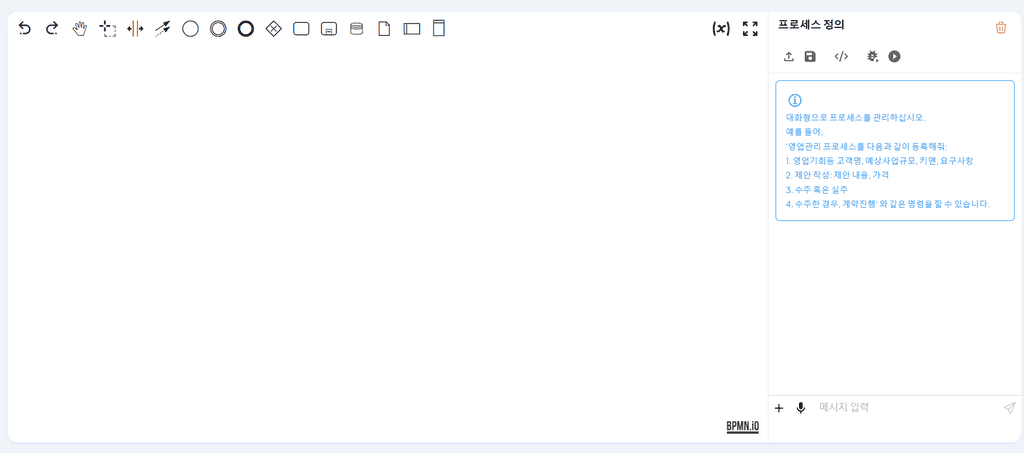 (x)
프로세스 정의
</>
대화형으로 프로세스를 관리하십시오.
예를 들어,
'영업관리 프로세스를 다음과 같이 등록해줘:
1. 영업기회등 고객명, 예상사업규모, 키맨, 요구사항
2. 제안 작성: 제안 내용, 가격
3. 수주 혹은 실주
4. 수주한 경우, 계약진행' 와 같은 명령을 할 수 있습니다.
메시지 입력
BPMN.iO